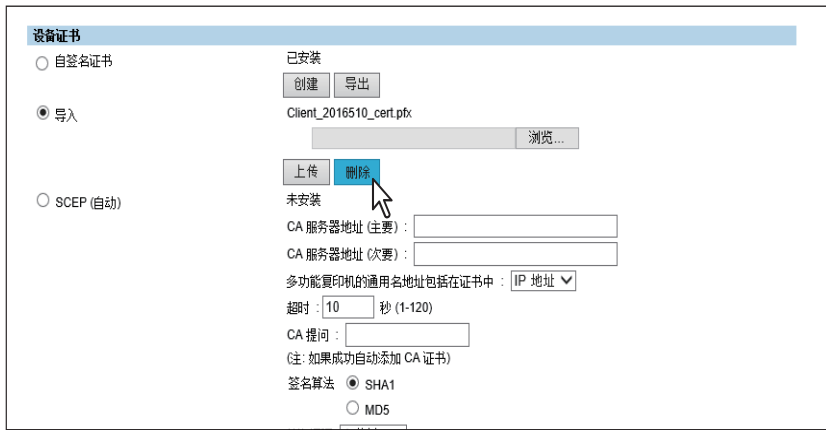 设备证书
自签名证书 已安装
创建 导出
导入 Client_2016510_cert.pfx
浏览...
上传 删除
SCEP (自动) 未安装
CA 服务器地址 (主要) :
CA 服务器地址 (次要) :
多功能复印机的通用名地址包括在证书中 : IP 地址
超时 : 10 秒 (1-120)
CA 提问 :
(注: 如果成功自动添加 CA 证书)
签名算法 SHA1
MD5